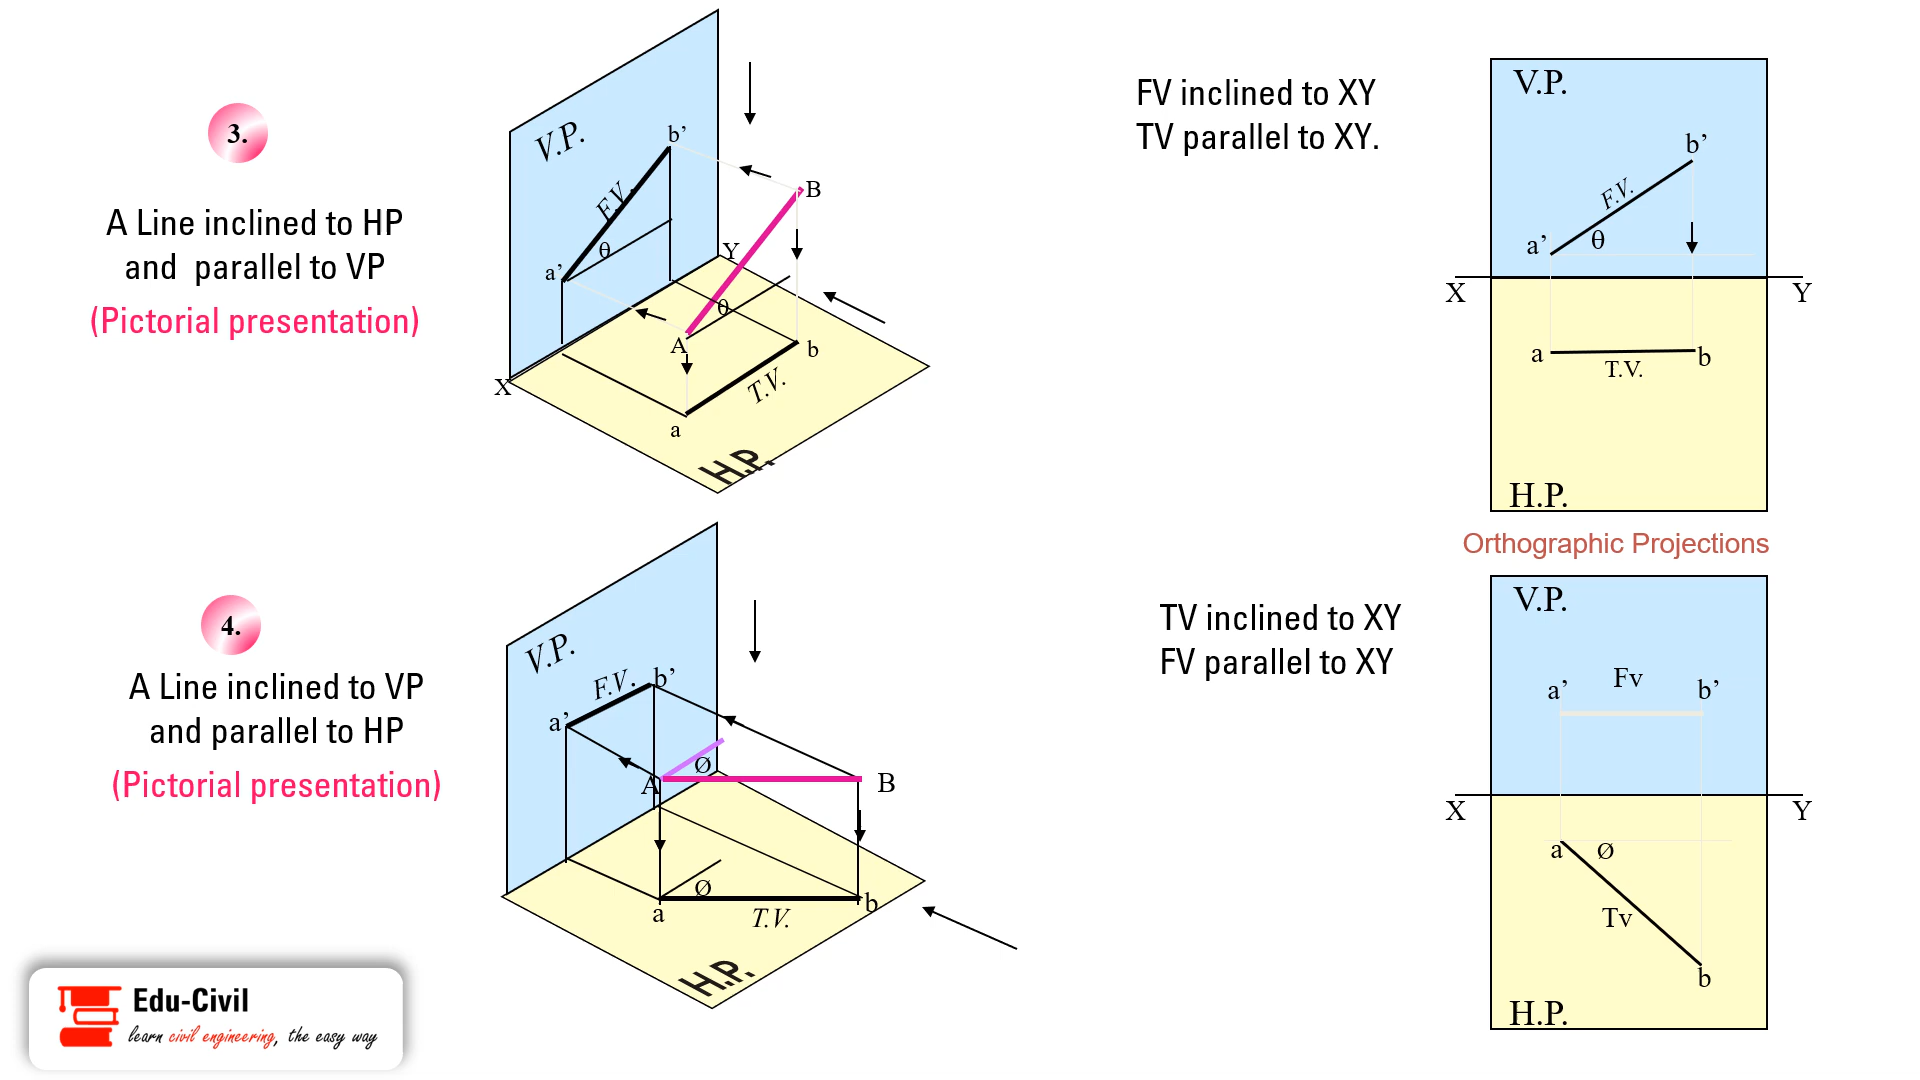 3.
A Line inclined to HP
and parallel to VP
(Pictorial presentation)
V.P.
b’
F.V.
θ
a’
Y
B
θ
A
b
X
T.V.
a
H.P.
FV inclined to XY
TV parallel to XY.
V.P.
b’
F.V.
a’
θ
X
Y
a
b
T.V.
H.P.
Orthographic Projections
4.
A Line inclined to VP
and parallel to HP
(Pictorial presentation)
V.P.
F.V.
b’
a’
Ø
A
B
Ø
a
b
T.V.
H.P.
TV inclined to XY
FV parallel to XY
V.P.
a’
Fv
b’
X
Y
a
Ø
Tv
b
H.P.
Edu-Civil
learn civil engineering, the easy way